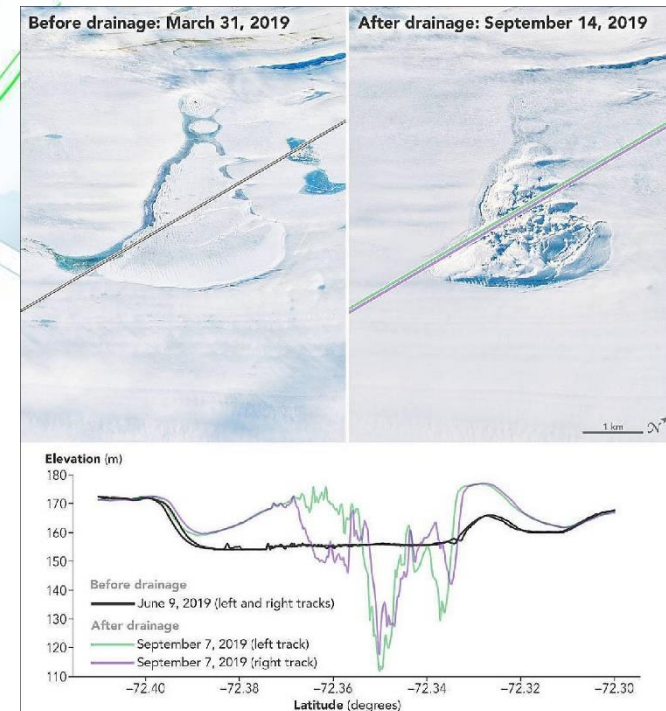 Before drainage: March 31, 2019
After drainage: September 14, 2019
1 km N
Elevation (m)
180
170
160
150
140
130
120
110
Before drainage
June 9, 2019 (left and right tracks)
After drainage
September 7, 2019 (left track)
September 7, 2019 (right track)
−72.40 −72.38 −72.36 −72.34 −72.32 −72.30
Latitude (degrees)